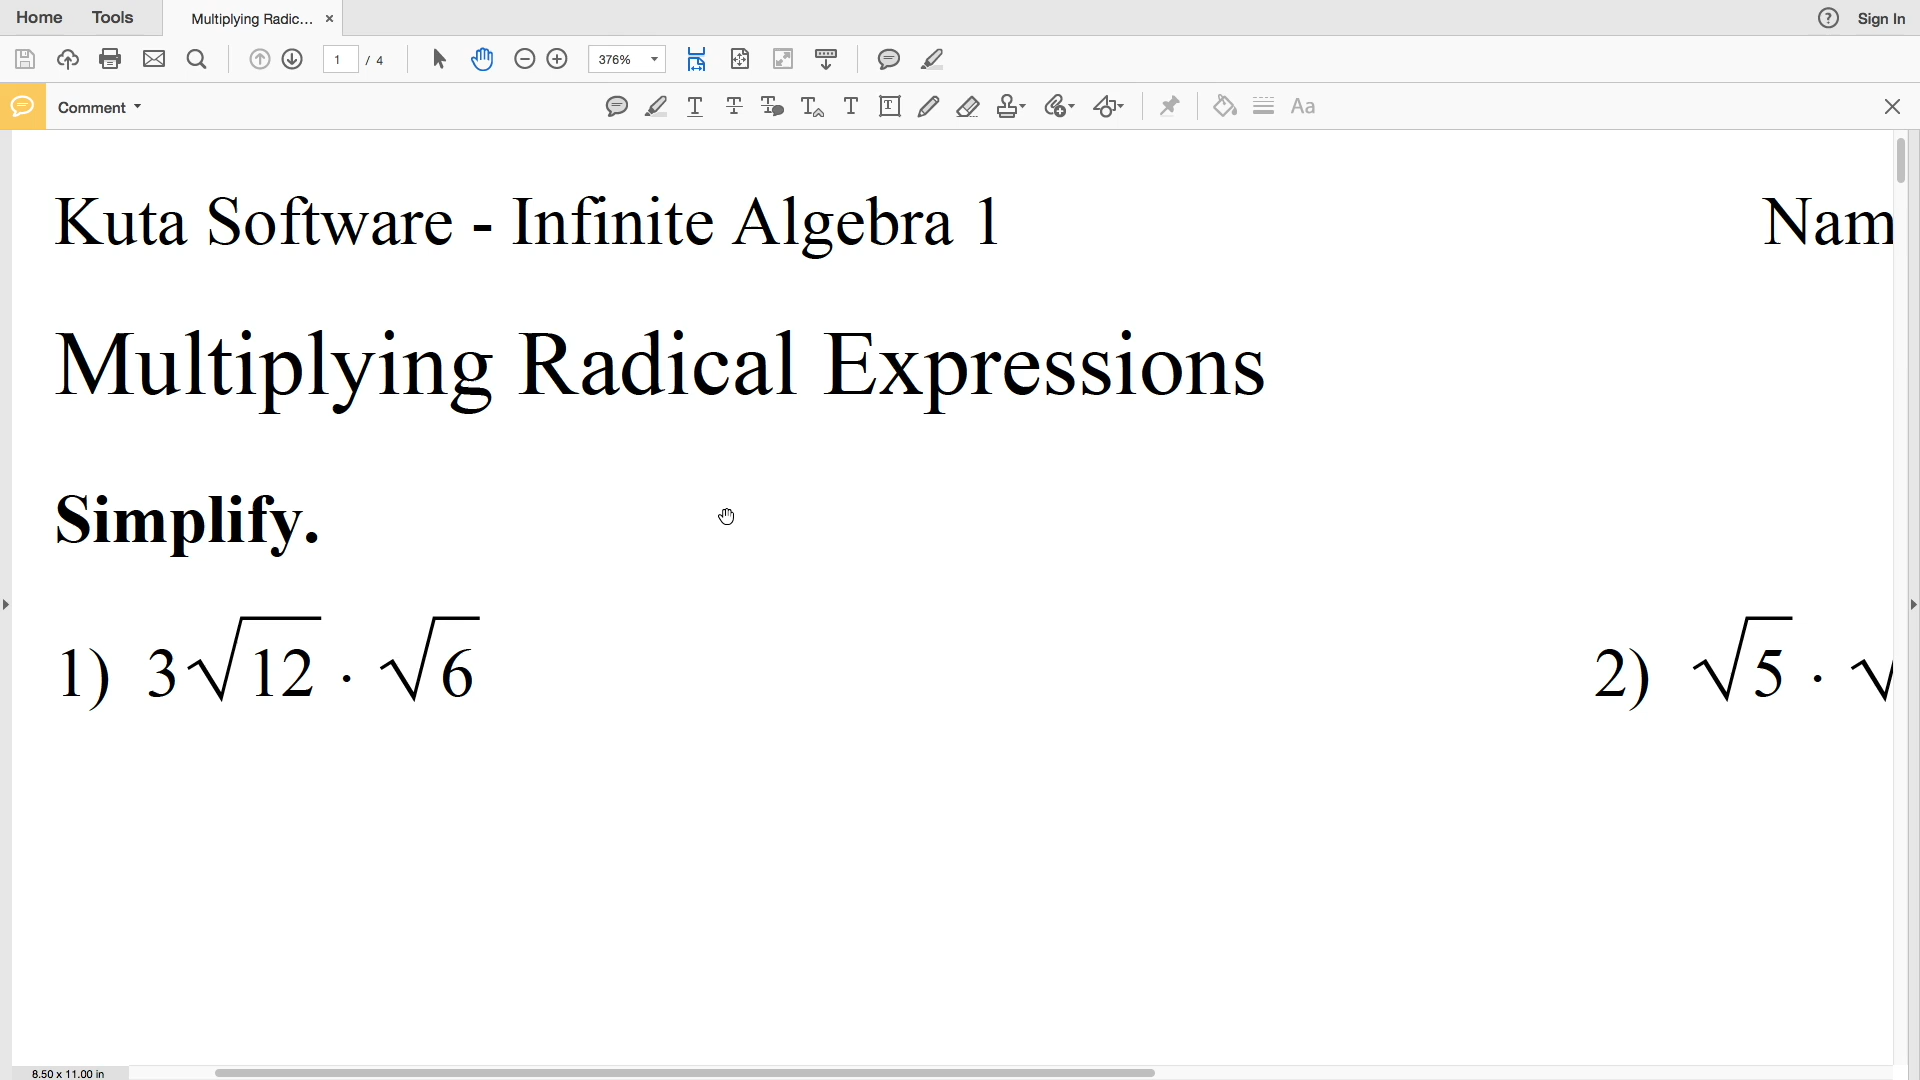 Home Tools Multiplying Radic... × ? Sign In
1 / 4 376%
Comment T T T T T T Aa
Kuta Software - Infinite Algebra 1 Nam
Multiplying Radical Expressions
Simplify.
1) 3√12 · √6 2) √5 · √
8.50 x 11.00 in